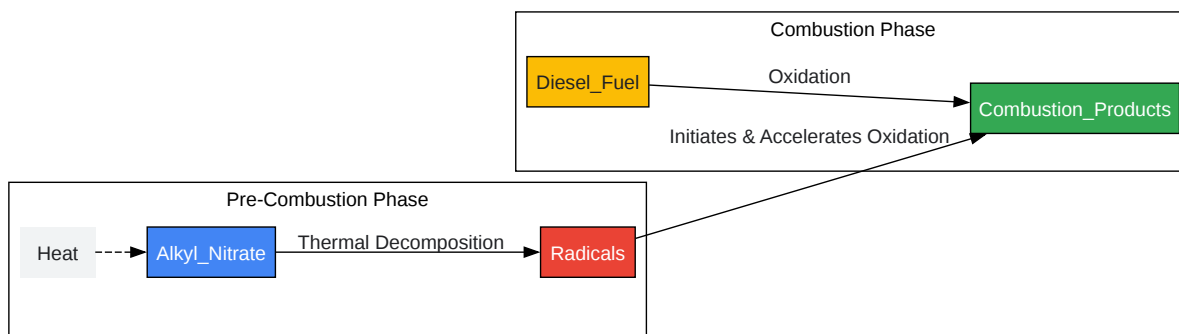 Combustion Phase
Diesel_Fuel
Oxidation
Combustion_Products
Initiates & Accelerates Oxidation
Pre-Combustion Phase
Heat
Alkyl_Nitrate
Thermal Decomposition
Radicals